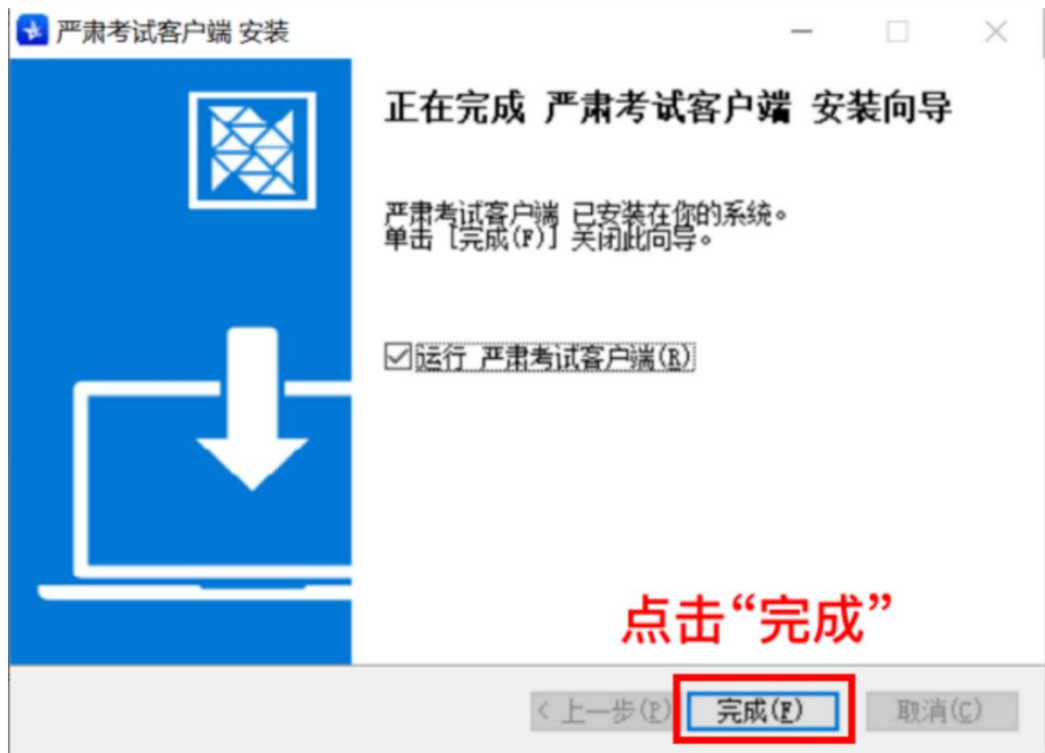 严肃考试客户端 安装
正在完成 严肃考试客户端 安装向导
严肃考试客户端 已安装在你的系统。
单击 [完成(F)] 关闭此向导。
运行 严肃考试客户端(R)
点击“完成”
< 上一步(P) 完成(F) 取消(C)